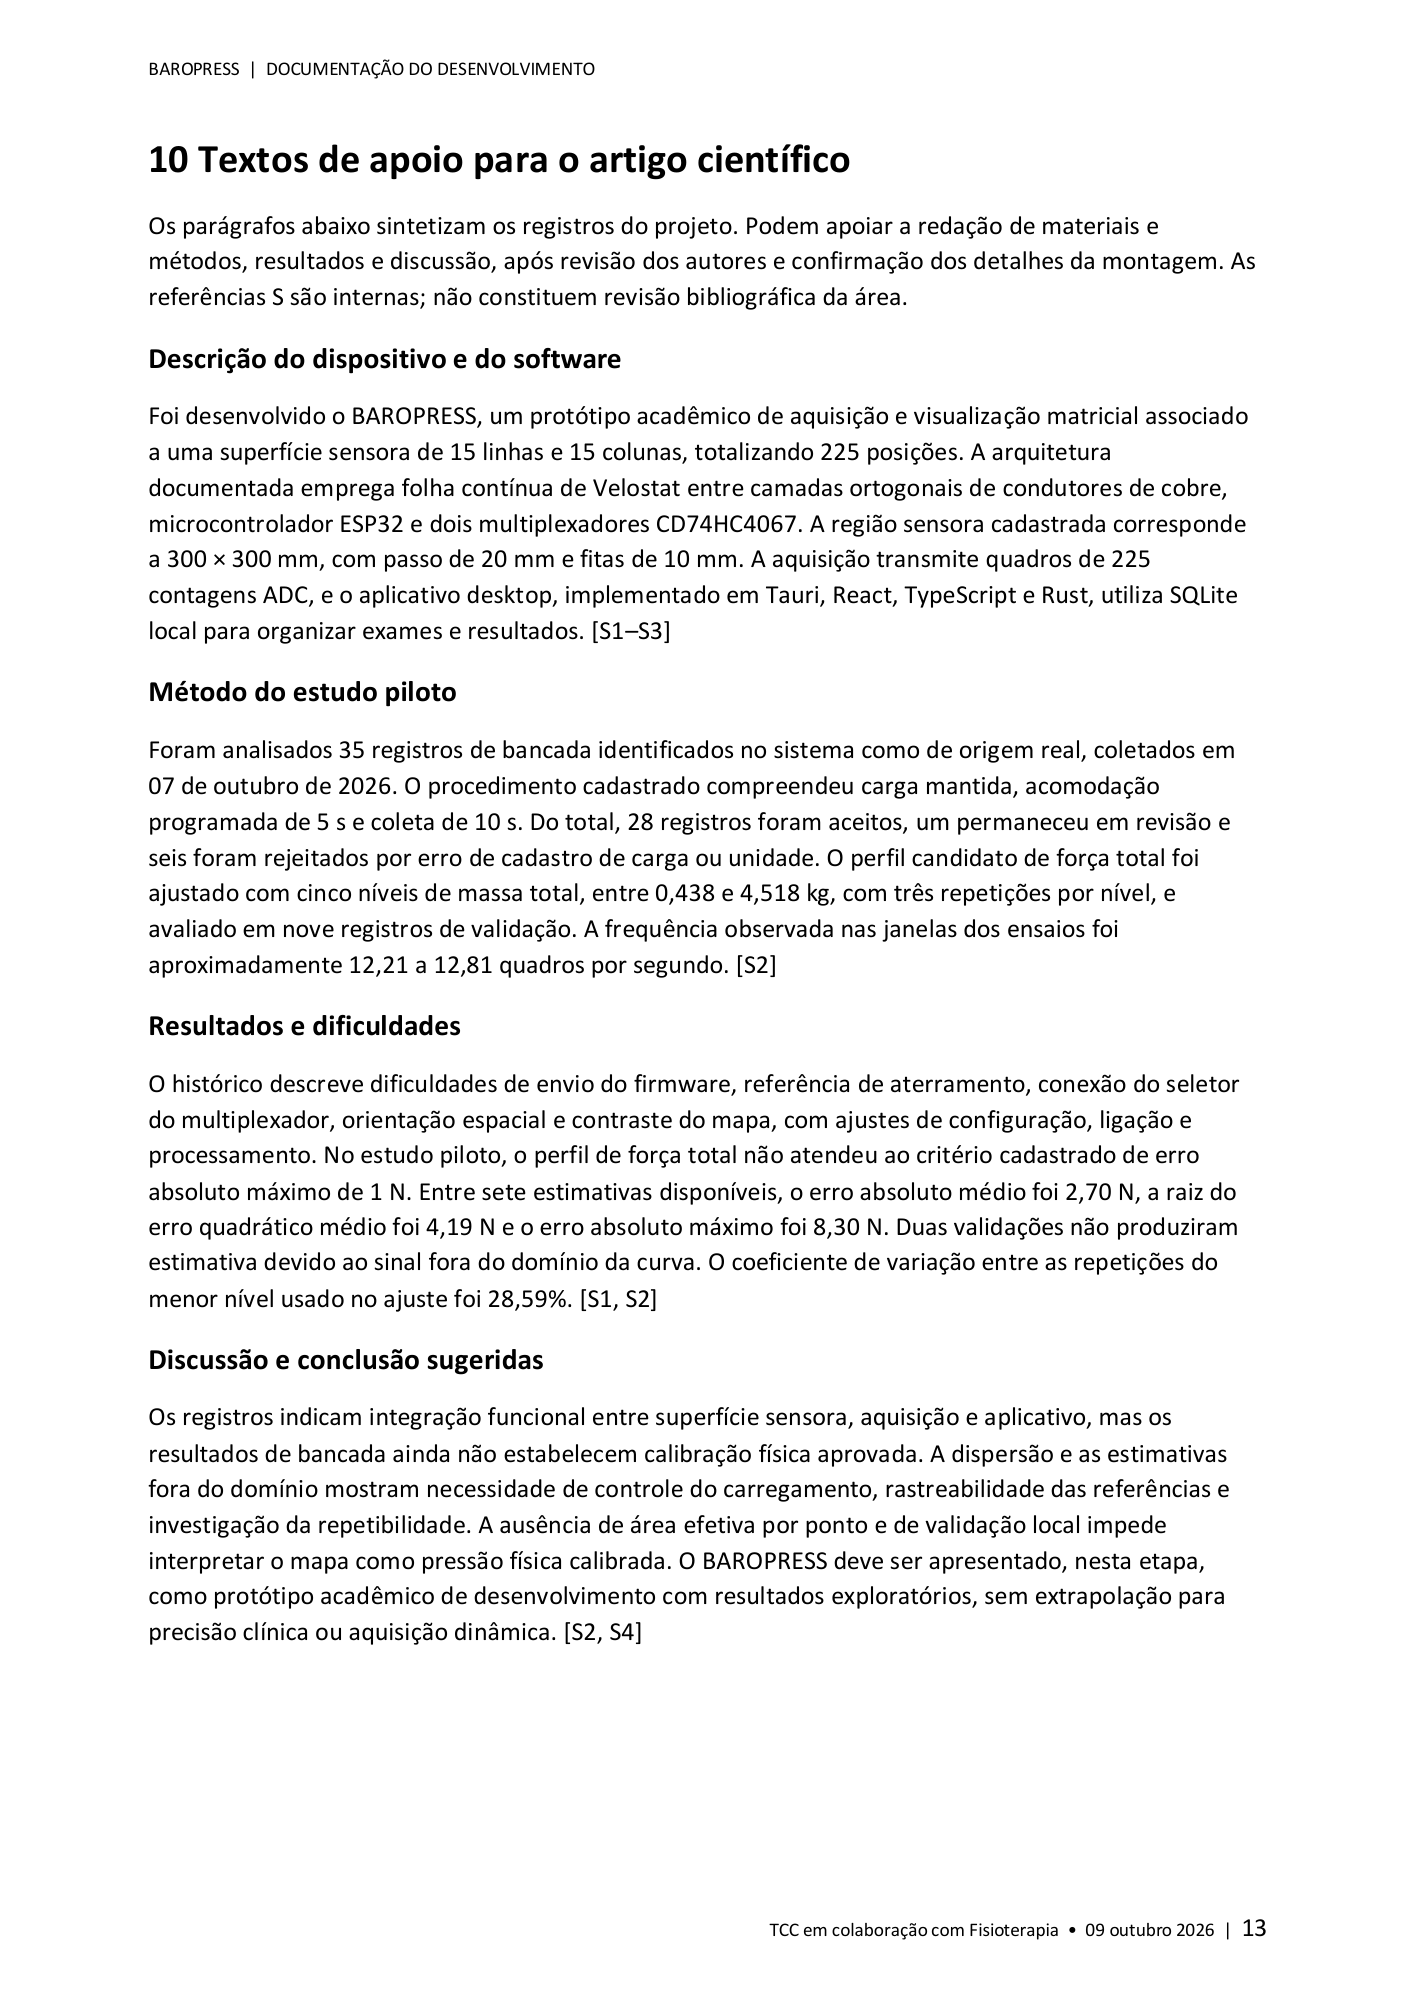 BAROPRESS | DOCUMENTAÇÃO DO DESENVOLVIMENTO
10 Textos de apoio para o artigo científico
Os parágrafos abaixo sintetizam os registros do projeto. Podem apoiar a redação de materiais e
métodos, resultados e discussão, após revisão dos autores e confirmação dos detalhes da montagem. As
referências S são internas; não constituem revisão bibliográfica da área.
Descrição do dispositivo e do software
Foi desenvolvido o BAROPRESS, um protótipo acadêmico de aquisição e visualização matricial associado
a uma superfície sensora de 15 linhas e 15 colunas, totalizando 225 posições. A arquitetura
documentada emprega folha contínua de Velostat entre camadas ortogonais de condutores de cobre,
microcontrolador ESP32 e dois multiplexadores CD74HC4067. A região sensora cadastrada corresponde
a 300 × 300 mm, com passo de 20 mm e fitas de 10 mm. A aquisição transmite quadros de 225
contagens ADC, e o aplicativo desktop, implementado em Tauri, React, TypeScript e Rust, utiliza SQLite
local para organizar exames e resultados. [S1–S3]
Método do estudo piloto
Foram analisados 35 registros de bancada identificados no sistema como de origem real, coletados em
07 de outubro de 2026. O procedimento cadastrado compreendeu carga mantida, acomodação
programada de 5 s e coleta de 10 s. Do total, 28 registros foram aceitos, um permaneceu em revisão e
seis foram rejeitados por erro de cadastro de carga ou unidade. O perfil candidato de força total foi
ajustado com cinco níveis de massa total, entre 0,438 e 4,518 kg, com três repetições por nível, e
avaliado em nove registros de validação. A frequência observada nas janelas dos ensaios foi
aproximadamente 12,21 a 12,81 quadros por segundo. [S2]
Resultados e dificuldades
O histórico descreve dificuldades de envio do firmware, referência de aterramento, conexão do seletor
do multiplexador, orientação espacial e contraste do mapa, com ajustes de configuração, ligação e
processamento. No estudo piloto, o perfil de força total não atendeu ao critério cadastrado de erro
absoluto máximo de 1 N. Entre sete estimativas disponíveis, o erro absoluto médio foi 2,70 N, a raiz do
erro quadrático médio foi 4,19 N e o erro absoluto máximo foi 8,30 N. Duas validações não produziram
estimativa devido ao sinal fora do domínio da curva. O coeficiente de variação entre as repetições do
menor nível usado no ajuste foi 28,59%. [S1, S2]
Discussão e conclusão sugeridas
Os registros indicam integração funcional entre superfície sensora, aquisição e aplicativo, mas os
resultados de bancada ainda não estabelecem calibração física aprovada. A dispersão e as estimativas
fora do domínio mostram necessidade de controle do carregamento, rastreabilidade das referências e
investigação da repetibilidade. A ausência de área efetiva por ponto e de validação local impede
interpretar o mapa como pressão física calibrada. O BAROPRESS deve ser apresentado, nesta etapa,
como protótipo acadêmico de desenvolvimento com resultados exploratórios, sem extrapolação para
precisão clínica ou aquisição dinâmica. [S2, S4]
TCC em colaboração com Fisioterapia • 09 outubro 2026 | 13